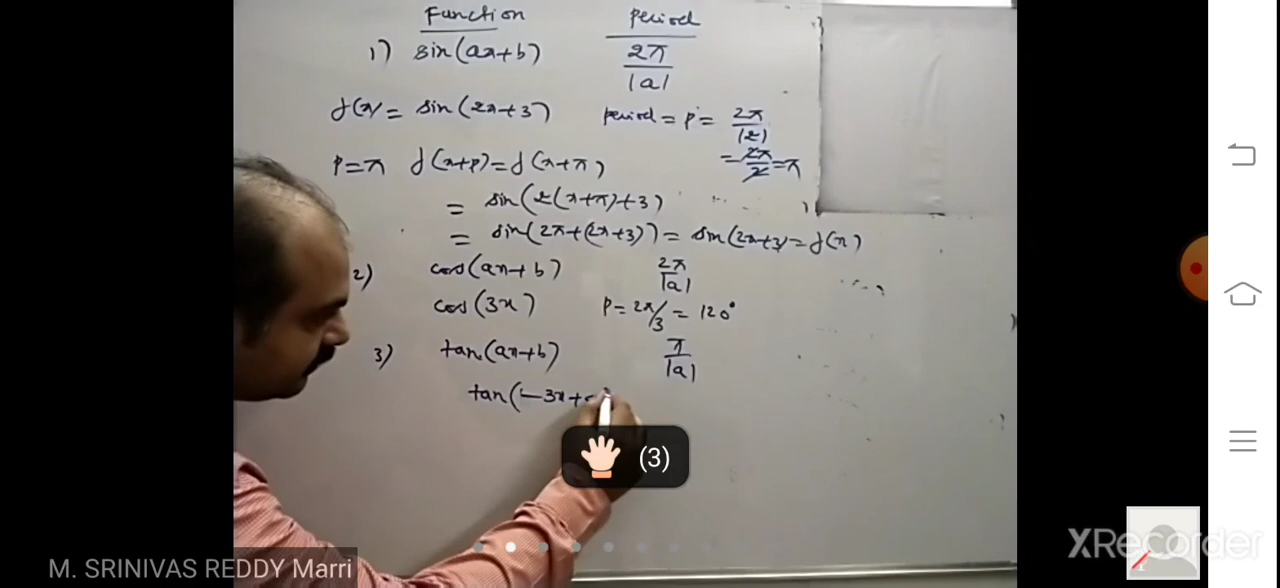 Function period
1) sin(ax+b) 2π/|a|
f(x) = sin(2x+3) period = p = 2π/|2|
= 2π/2 = π
p=π f(x+p)=f(x+π)
= sin(2(x+π)+3)
= sin(2π+(2x+3)) = sin(2x+3) = f(x)
2) cos(ax+b) 2π/|a|
cos(3x) P = 2π/3 = 120°
3) tan(ax+b) π/|a|
tan(-3x+
(3)
M. SRINIVAS REDDY Marri
XRecorder